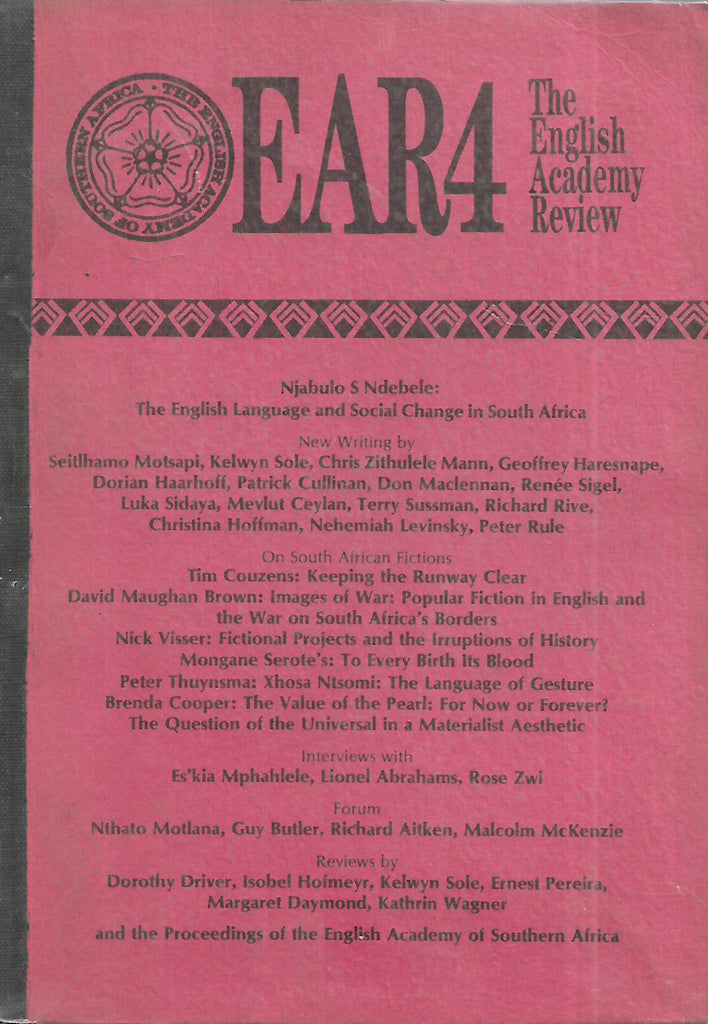 THE ENGLISH ACADEMY OF SOUTHERN AFRICA ·
EAR4
The
English
Academy
Review
Njabulo S Ndebele:
The English Language and Social Change in South Africa
New Writing by
Seitlhamo Motsapi, Kelwyn Sole, Chris Zithulele Mann, Geoffrey Haresnape,
Dorian Haarhoff, Patrick Cullinan, Don Maclennan, Renée Sigel,
Luka Sidaya, Mevlut Ceylan, Terry Sussman, Richard Rive,
Christina Hoffman, Nehemiah Levinsky, Peter Rule
On South African Fictions
Tim Couzens: Keeping the Runway Clear
David Maughan Brown: Images of War: Popular Fiction in English and
the War on South Africa's Borders
Nick Visser: Fictional Projects and the Irruptions of History
Mongane Serote's: To Every Birth Its Blood
Peter Thuynsma: Xhosa Ntsomi: The Language of Gesture
Brenda Cooper: The Value of the Pearl: For Now or Forever?
The Question of the Universal in a Materialist Aesthetic
Interviews with
Es'kia Mphahlele, Lionel Abrahams, Rose Zwi
Forum
Nthato Motlana, Guy Butler, Richard Aitken, Malcolm McKenzie
Reviews by
Dorothy Driver, Isobel Hofmeyr, Kelwyn Sole, Ernest Pereira,
Margaret Daymond, Kathrin Wagner
and the Proceedings of the English Academy of Southern Africa